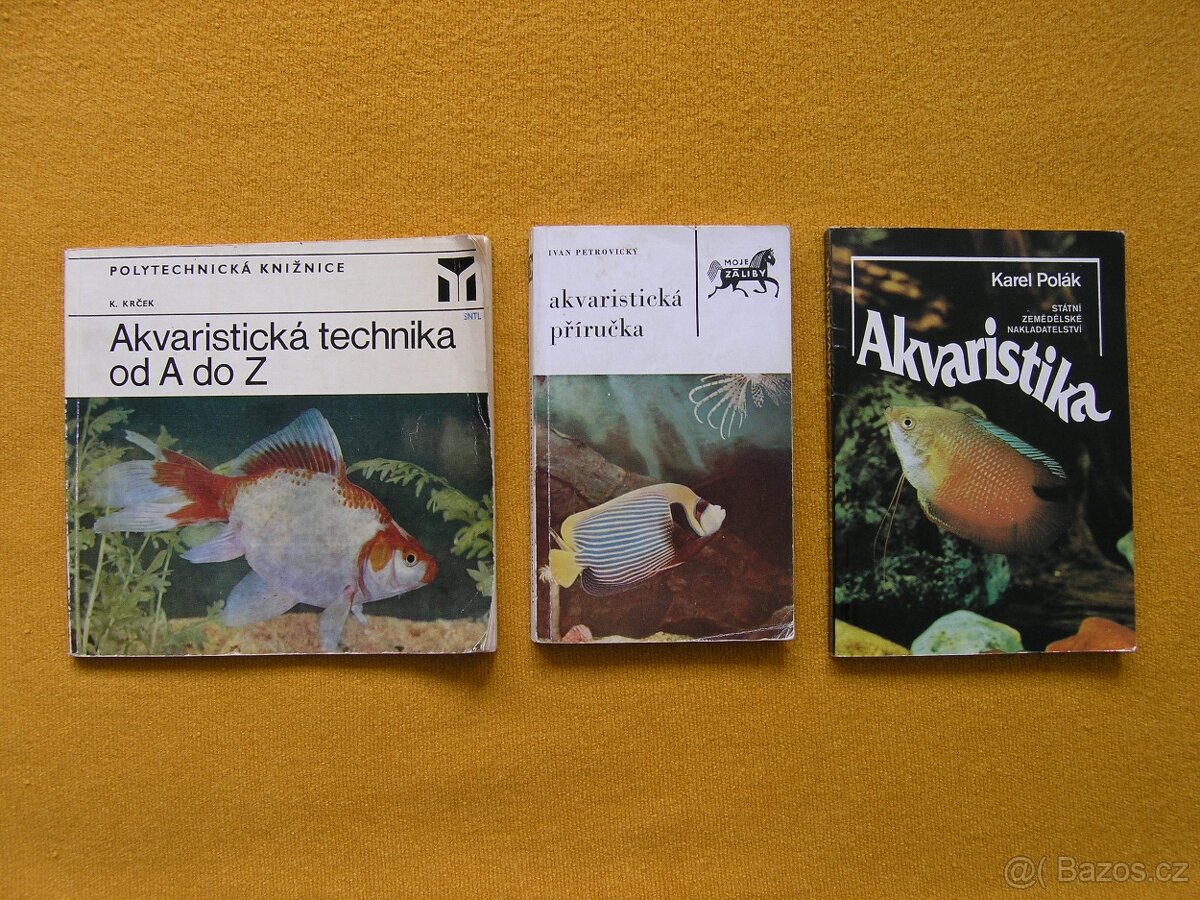 POLYTECHNICKÁ KNIŽNICE
K. KRČEK
SNTL
Akvaristická technika
od A do Z
IVAN PETROVICKÝ
MOJE
ZÁLIBY
akvaristická
příručka
Karel Polák
STÁTNÍ
ZEMĚDĚLSKÉ
NAKLADATELSTVÍ
Akvaristika
@( Bazos.cz